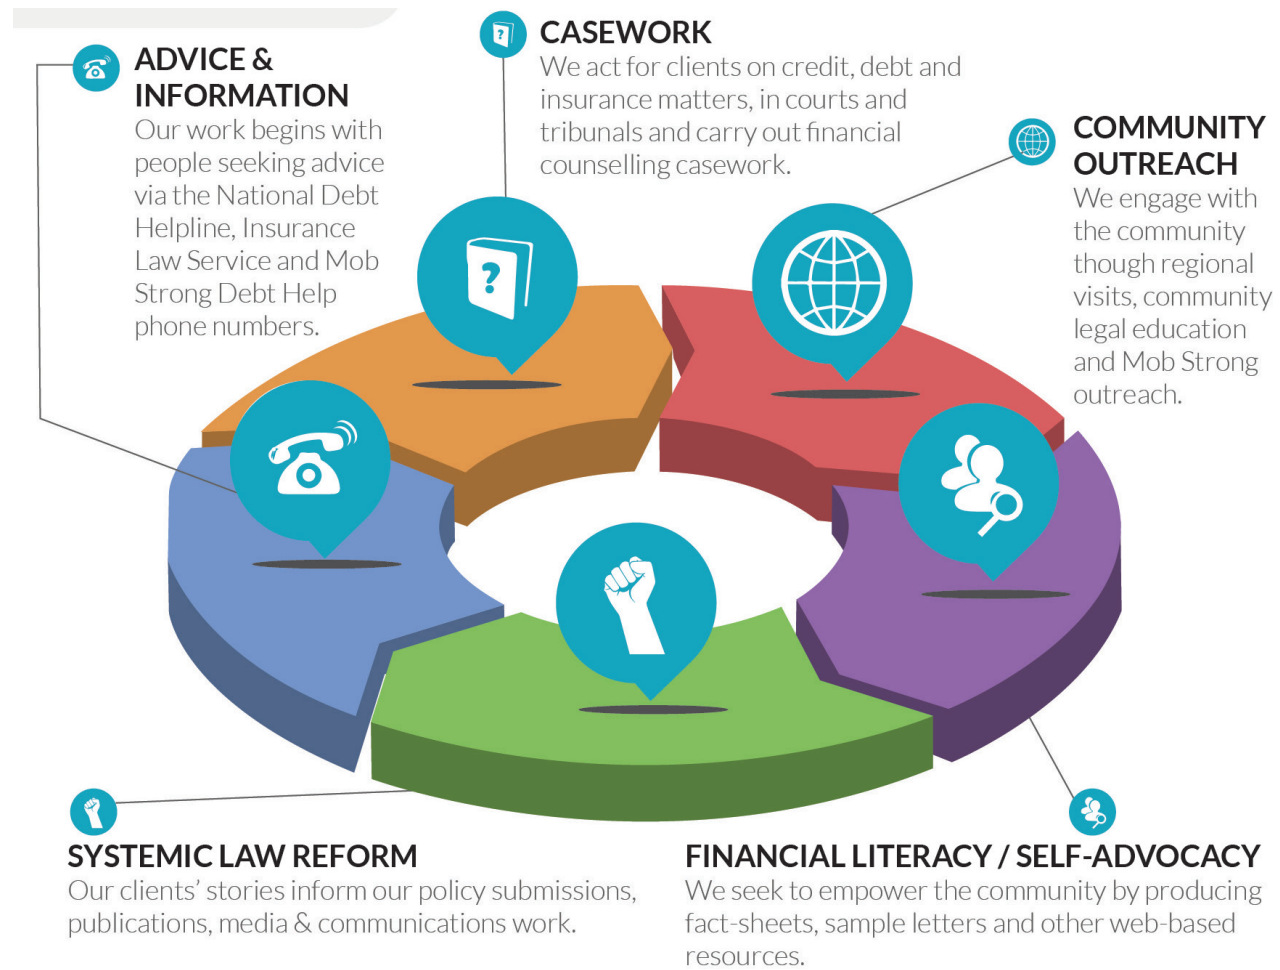 ADVICE &
INFORMATION
Our work begins with
people seeking advice
via the National Debt
Helpline, Insurance
Law Service and Mob
Strong Debt Help
phone numbers.
CASEWORK
We act for clients on credit, debt and
insurance matters, in courts and
tribunals and carry out financial
counselling casework.
COMMUNITY
OUTREACH
We engage with
the community
though regional
visits, community
legal education
and Mob Strong
outreach.
SYSTEMIC LAW REFORM
Our clients’ stories inform our policy submissions,
publications, media & communications work.
FINANCIAL LITERACY / SELF-ADVOCACY
We seek to empower the community by producing
fact-sheets, sample letters and other web-based
resources.